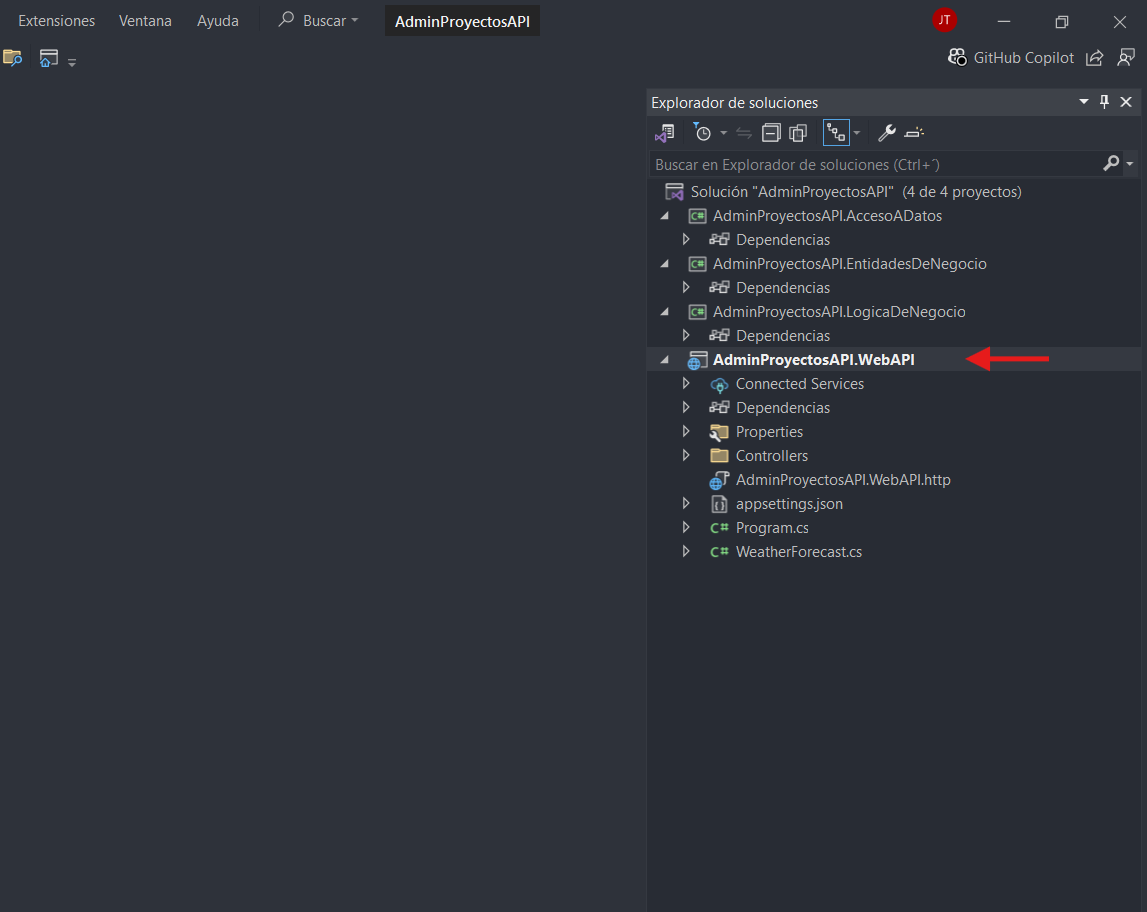 Extensiones Ventana Ayuda Buscar AdminProyectosAPI JT
GitHub Copilot
Explorador de soluciones
Buscar en Explorador de soluciones (Ctrl+´)
Solución "AdminProyectosAPI" (4 de 4 proyectos)
C# AdminProyectosAPI.AccesoADatos
Dependencias
C# AdminProyectosAPI.EntidadesDeNegocio
Dependencias
C# AdminProyectosAPI.LogicaDeNegocio
Dependencias
AdminProyectosAPI.WebAPI
Connected Services
Dependencias
Properties
Controllers
AdminProyectosAPI.WebAPI.http
appsettings.json
C# Program.cs
C# WeatherForecast.cs